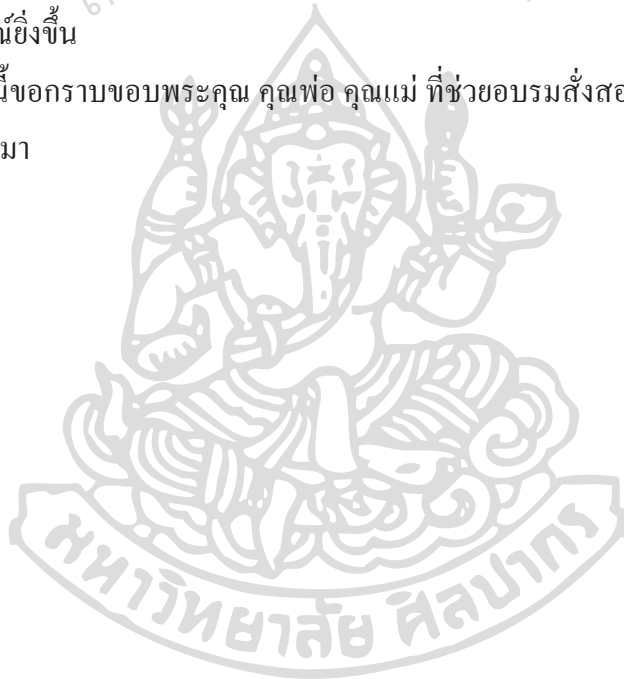 ณ์ยิ่งขึ้น
นี้ขอกราบขอบพระคุณ คุณพ่อ คุณแม่ ที่ช่วยอบรมสั่งสอ
มา
มหาวิทยาลัย ศิลปากร